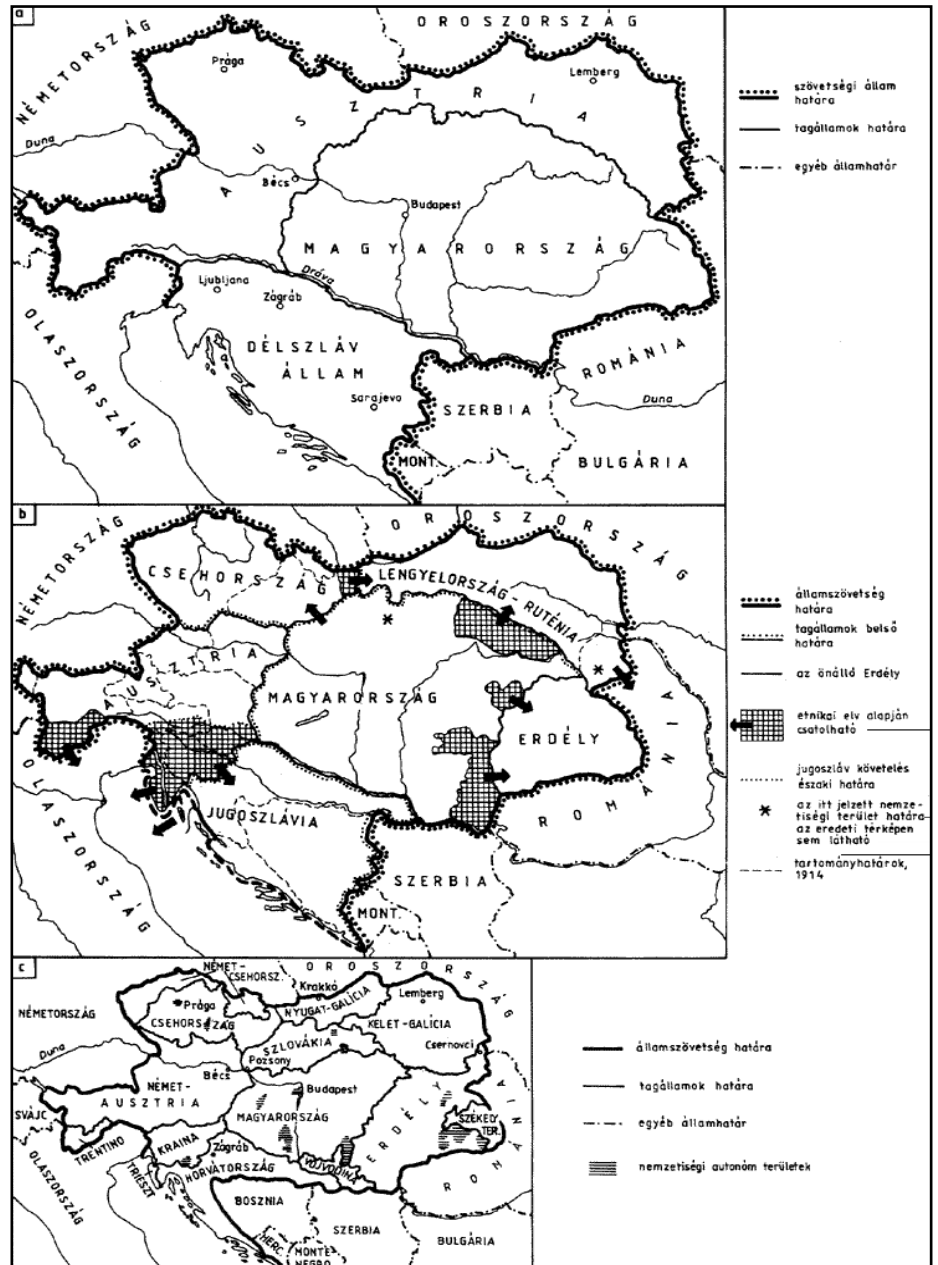 a
OROSZORSZÁG
NÉMETORSZÁG
Prága
Lemberg
AUSZTRIA
Duna
Bécs
Budapest
MAGYARORSZÁG
Dráva
Ljubljana
Zágráb
OLASZORSZÁG
DÉLSZLÁV
ÁLLAM
ROMÁNIA
Sarajevo
SZERBIA
Duna
MONT.
BULGÁRIA
szövetségi állam
határa
tagállamok határa
egyéb államhatár
b
OROSZORSZÁG
NÉMETORSZÁG
CSEHORSZÁG
LENGYELORSZÁG - RUTÉNIA
AUSZTRIA
MAGYARORSZÁG
ERDÉLY
OLASZORSZÁG
JUGOSZLÁVIA
ROMÁNIA
SZERBIA
MONT.
államszövetség
határa
tagállamok belső
határa
az önálló Erdély
etnikai elv alapján
csatolható
jugoszláv követelés
északi határa
*
az itt jelzett nemze-
tiségi terület határa
az eredeti térképen
sem látható
tartományhatárok,
1914
c
NÉMET-
CSEHORSZ.
OROSZORSZÁG
Krakkó
Prága
NYUGAT-GALÍCIA
Lemberg
NÉMETORSZÁG
CSEHORSZÁG
KELET-GALÍCIA
SZLOVÁKIA
Duna
Csernovci
Pozsony
Bécs
NÉMET-
AUSZTRIA
Budapest
MAGYARORSZÁG
ERDÉLY
SVÁJC
SZÉKELY
TER.
TRENTINO
KRAINA
Zágráb
TRIESZT
HORVÁTORSZÁG
VOJVODINA
ROMÁNIA
OLASZORSZÁG
BOSZNIA
SZERBIA
HERC.
MONTE-
NEGRO
BULGÁRIA
államszövetség határa
tagállamok határa
egyéb államhatár
nemzetiségi autonóm területek